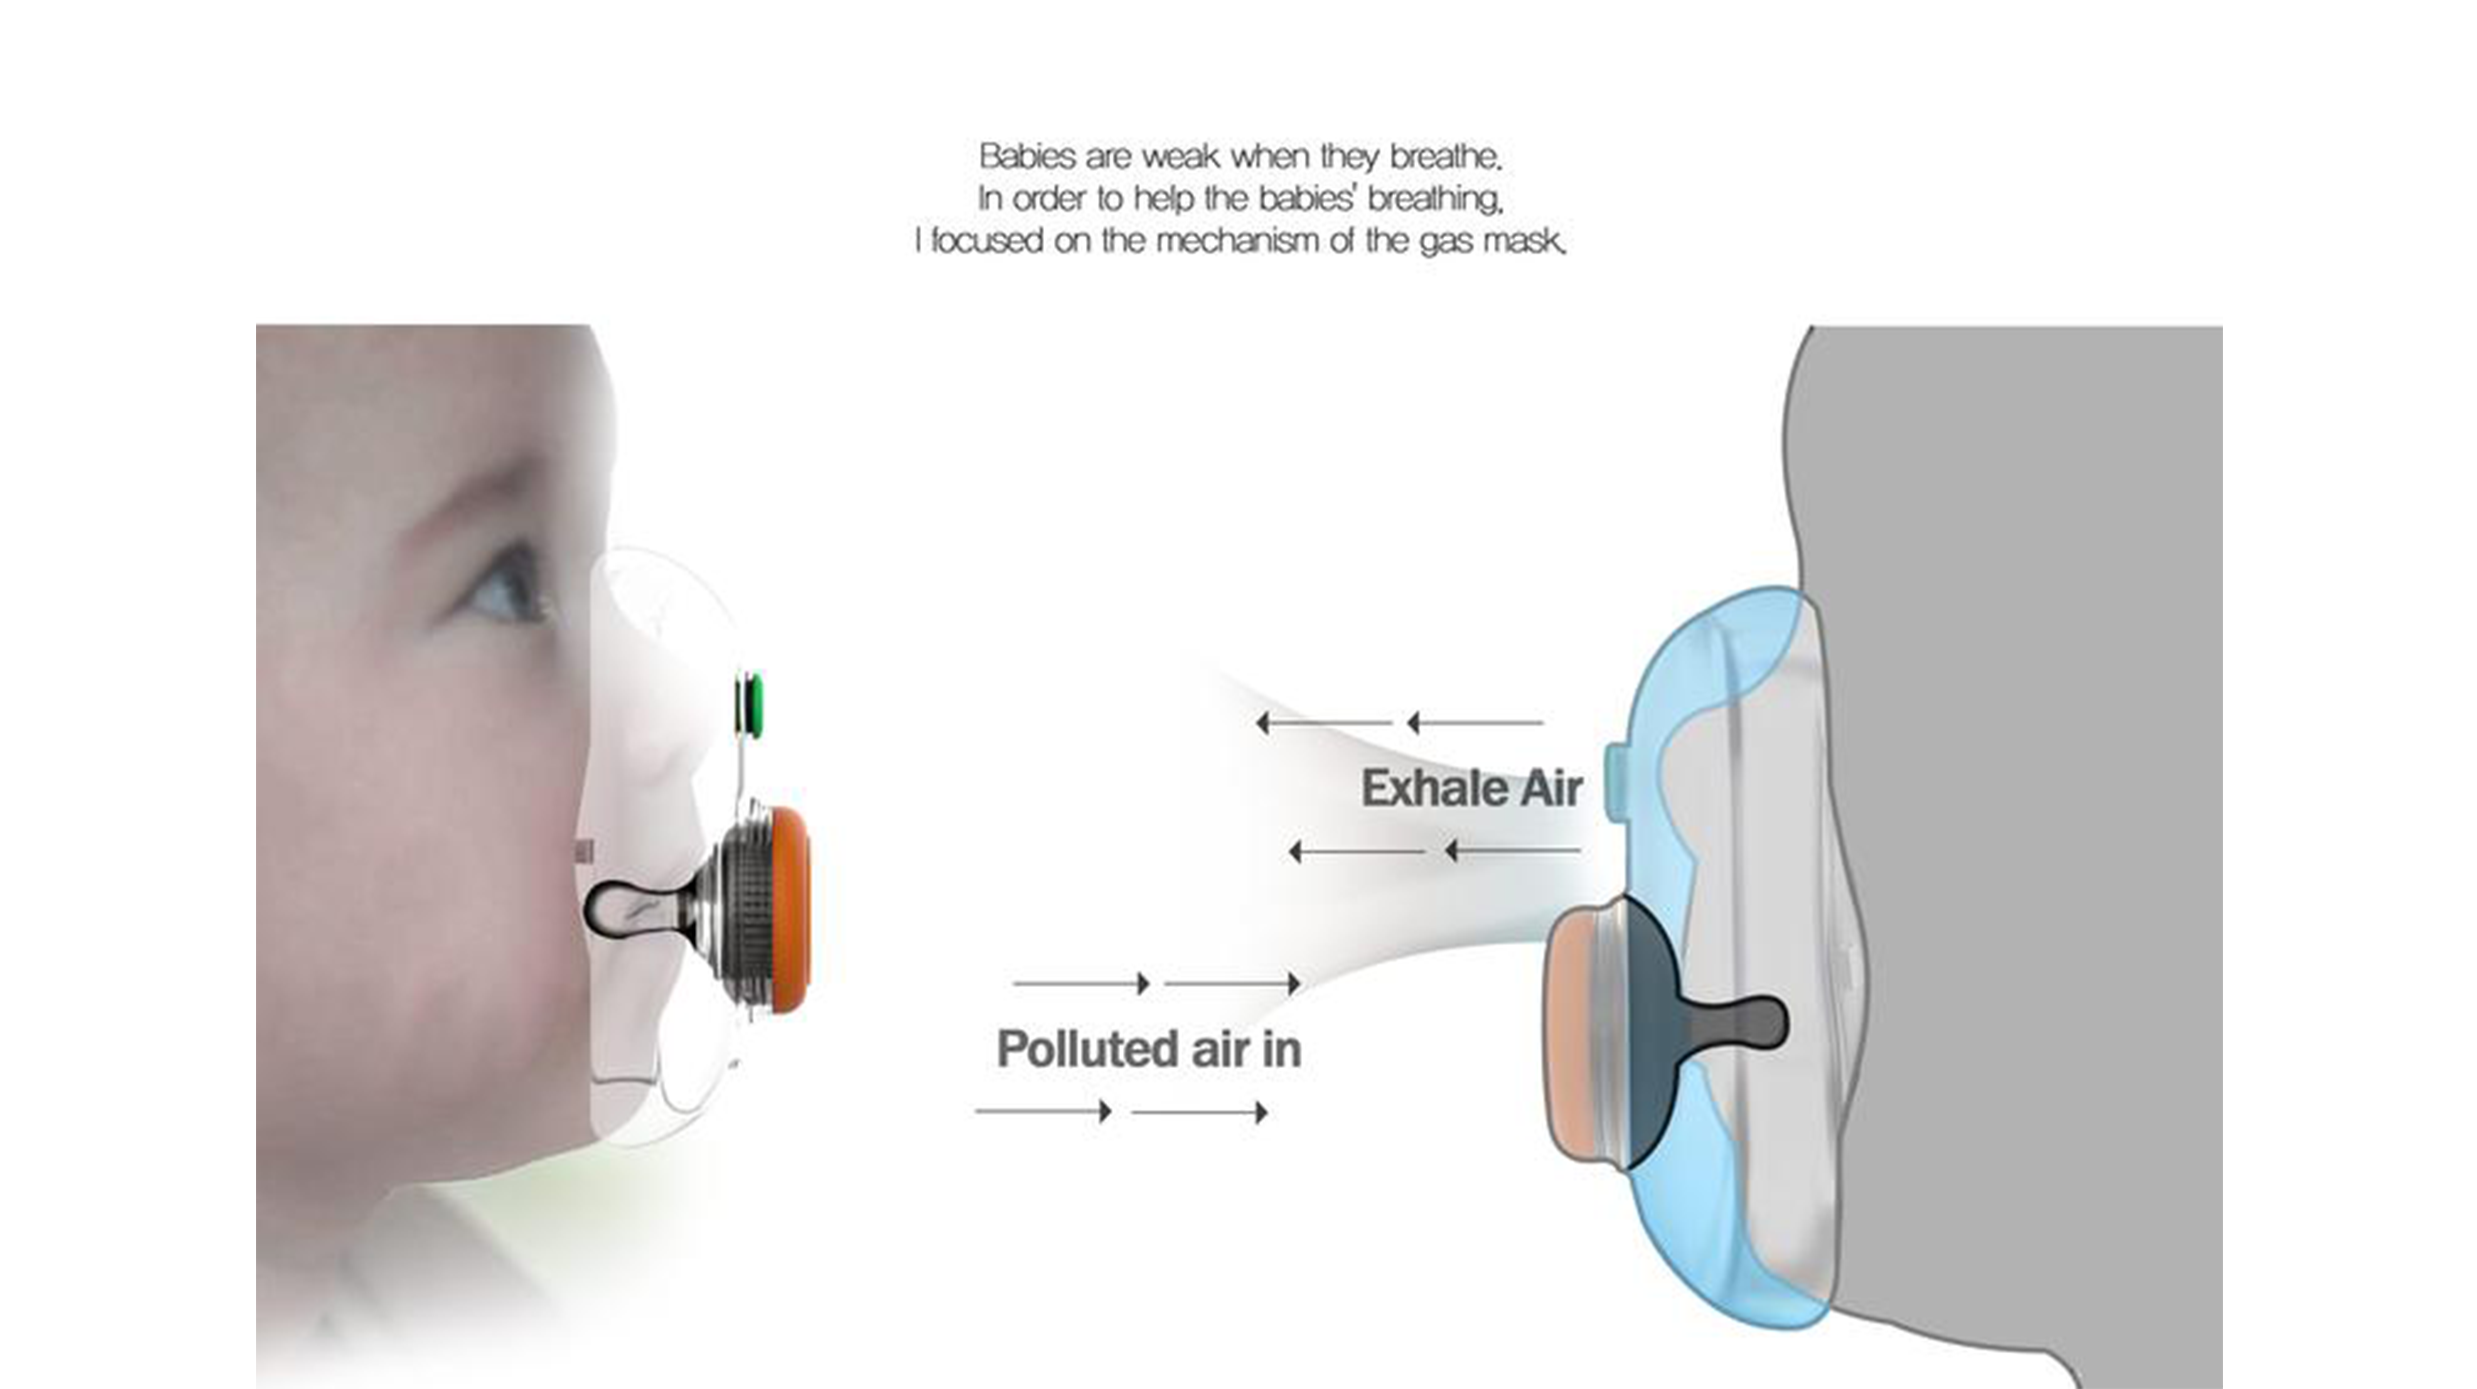 Babies are weak when they breathe.
In order to help the babies' breathing,
I focused on the mechanism of the gas mask.
Exhale Air
Polluted air in